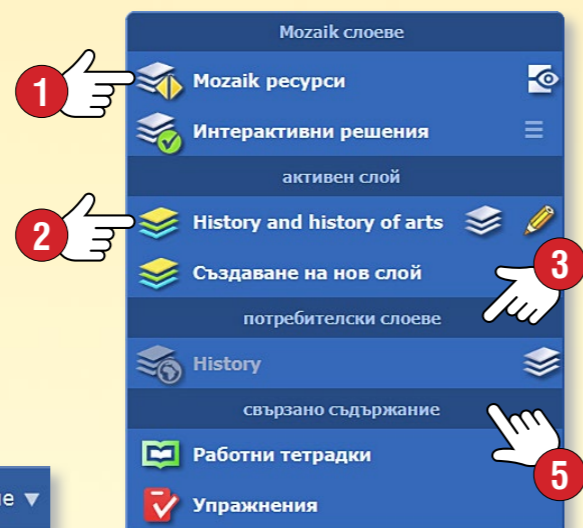 Mozaik слоеве
1
Mozaik ресурси
Интерактивни решения
активен слой
2
History and history of arts
3
Създаване на нов слой
потребителски слоеве
History
свързано съдържание
Работни тетрадки
5
Упражнения